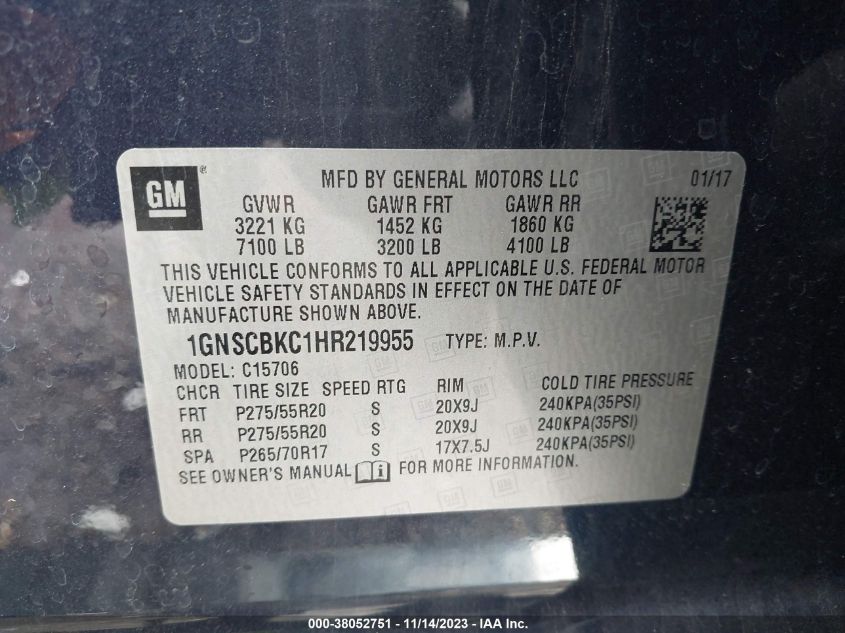 GM ® MFD BY GENERAL MOTORS LLC 01/17
GVWR GAWR FRT GAWR RR
3221 KG 1452 KG 1860 KG
7100 LB 3200 LB 4100 LB
THIS VEHICLE CONFORMS TO ALL APPLICABLE U.S. FEDERAL MOTOR
VEHICLE SAFETY STANDARDS IN EFFECT ON THE DATE OF
MANUFACTURE SHOWN ABOVE.
1GNSCBKC1HR219955 TYPE: M.P.V.
MODEL: C15706
CHCR TIRE SIZE SPEED RTG RIM COLD TIRE PRESSURE
FRT P275/55R20 S 20X9J 240KPA(35PSI)
RR P275/55R20 S 20X9J 240KPA(35PSI)
SPA P265/70R17 S 17X7.5J 240KPA(35PSI)
SEE OWNER'S MANUAL FOR MORE INFORMATION.
000-38052751 - 11/14/2023 - IAA Inc.